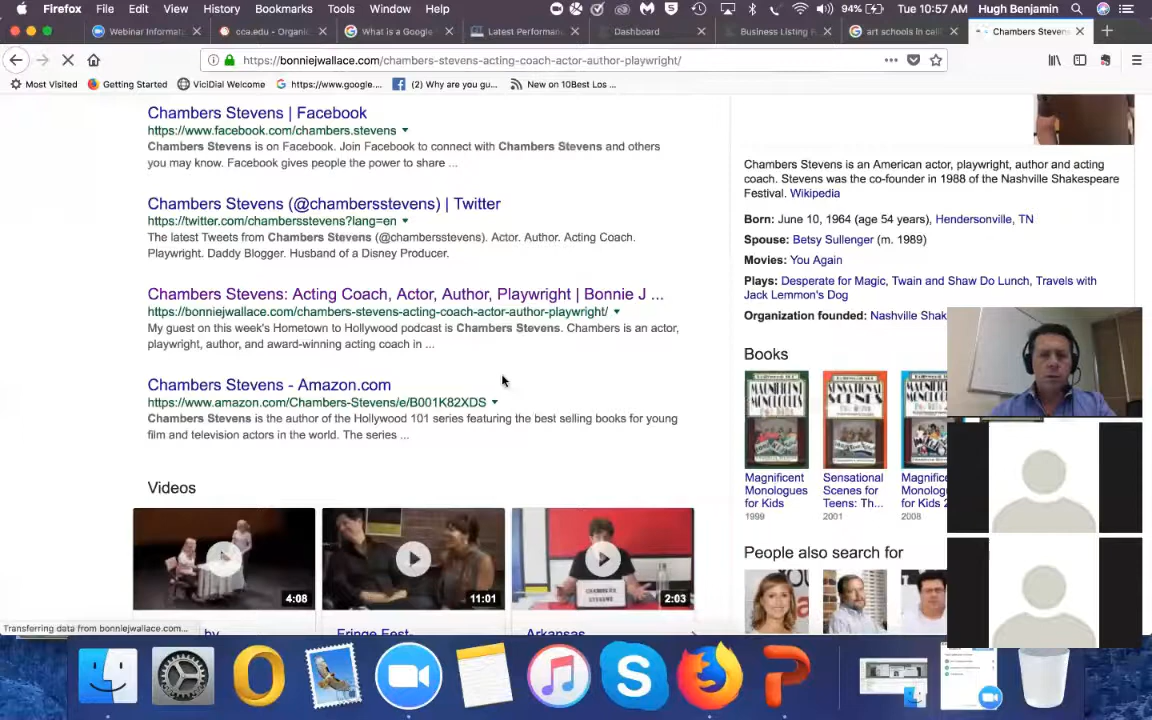 Firefox File Edit View History Bookmarks Tools Window Help 94% Tue 10:57 AM Hugh Benjamin
Webinar Informat cca.edu - Organi What is a Google Latest Performan Dashboard Business Listing F art schools in cali Chambers Stevens
https://bonniejwallace.com/chambers-stevens-acting-coach-actor-author-playwright/
Most Visited Getting Started ViciDial Welcome https://www.google.... (2) Why are you gu... New on 10Best Los ...
Chambers Stevens | Facebook
https://www.facebook.com/chambers.stevens
Chambers Stevens is on Facebook. Join Facebook to connect with Chambers Stevens and others
you may know. Facebook gives people the power to share ...
Chambers Stevens (@chambersstevens) | Twitter
https://twitter.com/chambersstevens?lang=en
The latest Tweets from Chambers Stevens (@chambersstevens). Actor. Author. Acting Coach.
Playwright. Daddy Blogger. Husband of a Disney Producer.
Chambers Stevens: Acting Coach, Actor, Author, Playwright | Bonnie J ...
https://bonniejwallace.com/chambers-stevens-acting-coach-actor-author-playwright/
My guest on this week's Hometown to Hollywood podcast is Chambers Stevens. Chambers is an actor,
playwright, author, and award-winning acting coach in ...
Chambers Stevens - Amazon.com
https://www.amazon.com/Chambers-Stevens/e/B001K82XDS
Chambers Stevens is the author of the Hollywood 101 series featuring the best selling books for young
film and television actors in the world. The series ...
Videos
4:08 11:01 2:03
by Fringe Fest- Arkansas
Transferring data from bonniejwallace.com...
Chambers Stevens is an American actor, playwright, author and acting
coach. Stevens was the co-founder in 1988 of the Nashville Shakespeare
Festival. Wikipedia
Born: June 10, 1964 (age 54 years), Hendersonville, TN
Spouse: Betsy Sullenger (m. 1989)
Movies: You Again
Plays: Desperate for Magic, Twain and Shaw Do Lunch, Travels with
Jack Lemmon's Dog
Organization founded: Nashville Shak
Books
Magnificent Monologues for Kids 1999
Sensational Scenes for Teens: Th... 2001
Magnific Monolog for Kids 2 2008
People also search for